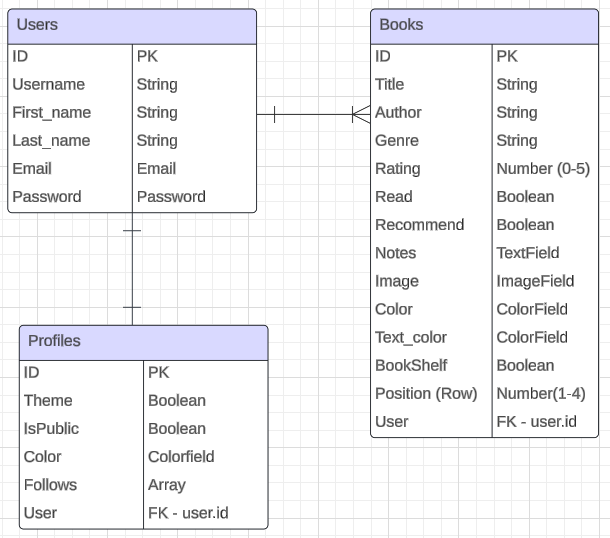 Users
ID PK
Username String
First_name String
Last_name String
Email Email
Password Password
Books
ID PK
Title String
Author String
Genre String
Rating Number (0-5)
Read Boolean
Recommend Boolean
Notes TextField
Image ImageField
Color ColorField
Text_color ColorField
BookShelf Boolean
Position (Row) Number(1-4)
User FK - user.id
Profiles
ID PK
Theme Boolean
IsPublic Boolean
Color Colorfield
Follows Array
User FK - user.id